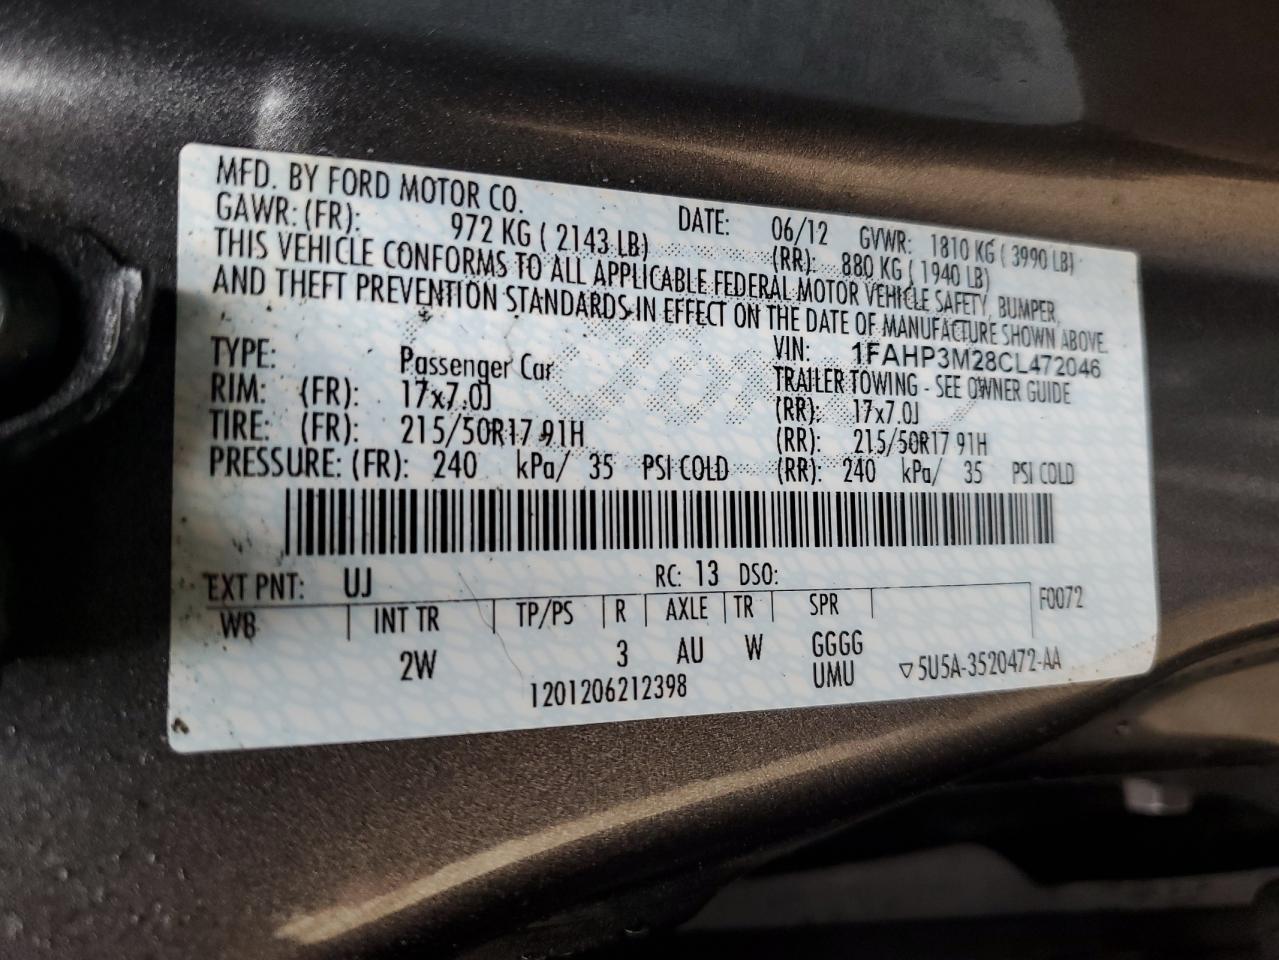 MFD. BY FORD MOTOR CO. DATE: 06/12 GVWR: 1810 KG ( 3990 LB)
GAWR: (FR): 972 KG ( 2143 LB) (RR): 880 KG ( 1940 LB)
THIS VEHICLE CONFORMS TO ALL APPLICABLE FEDERAL MOTOR VEHICLE SAFETY, BUMPER,
AND THEFT PREVENTION STANDARDS IN EFFECT ON THE DATE OF MANUFACTURE SHOWN ABOVE.
VIN: 1FAHP3M28CL472046
TYPE: Passenger Car TRAILER TOWING - SEE OWNER GUIDE
RIM: (FR): 17x7.0J (RR): 17x7.0J
TIRE: (FR): 215/50R17 91H (RR): 215/50R17 91H
PRESSURE: (FR): 240 kPa/ 35 PSI COLD (RR): 240 kPa/ 35 PSI COLD
EXT PNT: UJ RC: 13 DSO:
WB INT TR TP/PS R AXLE TR SPR F0072
2W 3 AU W GGGG
UMU ▽5U5A-3520472-AA
1201206212398